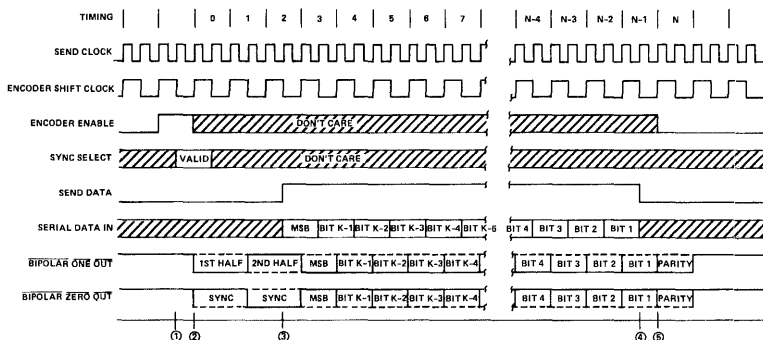 TIMING 0 1 2 3 4 5 6 7 N-4 N-3 N-2 N-1 N
SEND CLOCK
ENCODER SHIFT CLOCK
ENCODER ENABLE DON'T CARE
SYNC SELECT VALID DON'T CARE
SEND DATA
SERIAL DATA IN MSB BIT K-1 BIT K-2 BIT K-3 BIT K-4 BIT K-5 BIT 4 BIT 3 BIT 2 BIT 1
BIPOLAR ONE OUT 1ST HALF 2ND HALF MSB BIT K-1 BIT K-2 BIT K-3 BIT K-4 BIT 4 BIT 3 BIT 2 BIT 1 PARITY
BIPOLAR ZERO OUT SYNC SYNC MSB BIT K-1 BIT K-2 BIT K-3 BIT K-4 BIT 4 BIT 3 BIT 2 BIT 1 PARITY
① ② ③ ④ ⑤